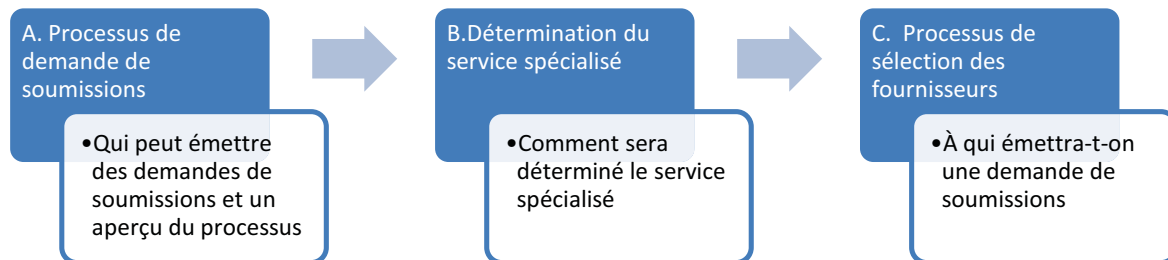 A. Processus de
demande de
soumissions
•Qui peut émettre
des demandes de
soumissions et un
aperçu du processus
B.Détermination du
service spécialisé
•Comment sera
déterminé le service
spécialisé
C. Processus de
sélection des
fournisseurs
•À qui émettra-t-on
une demande de
soumissions